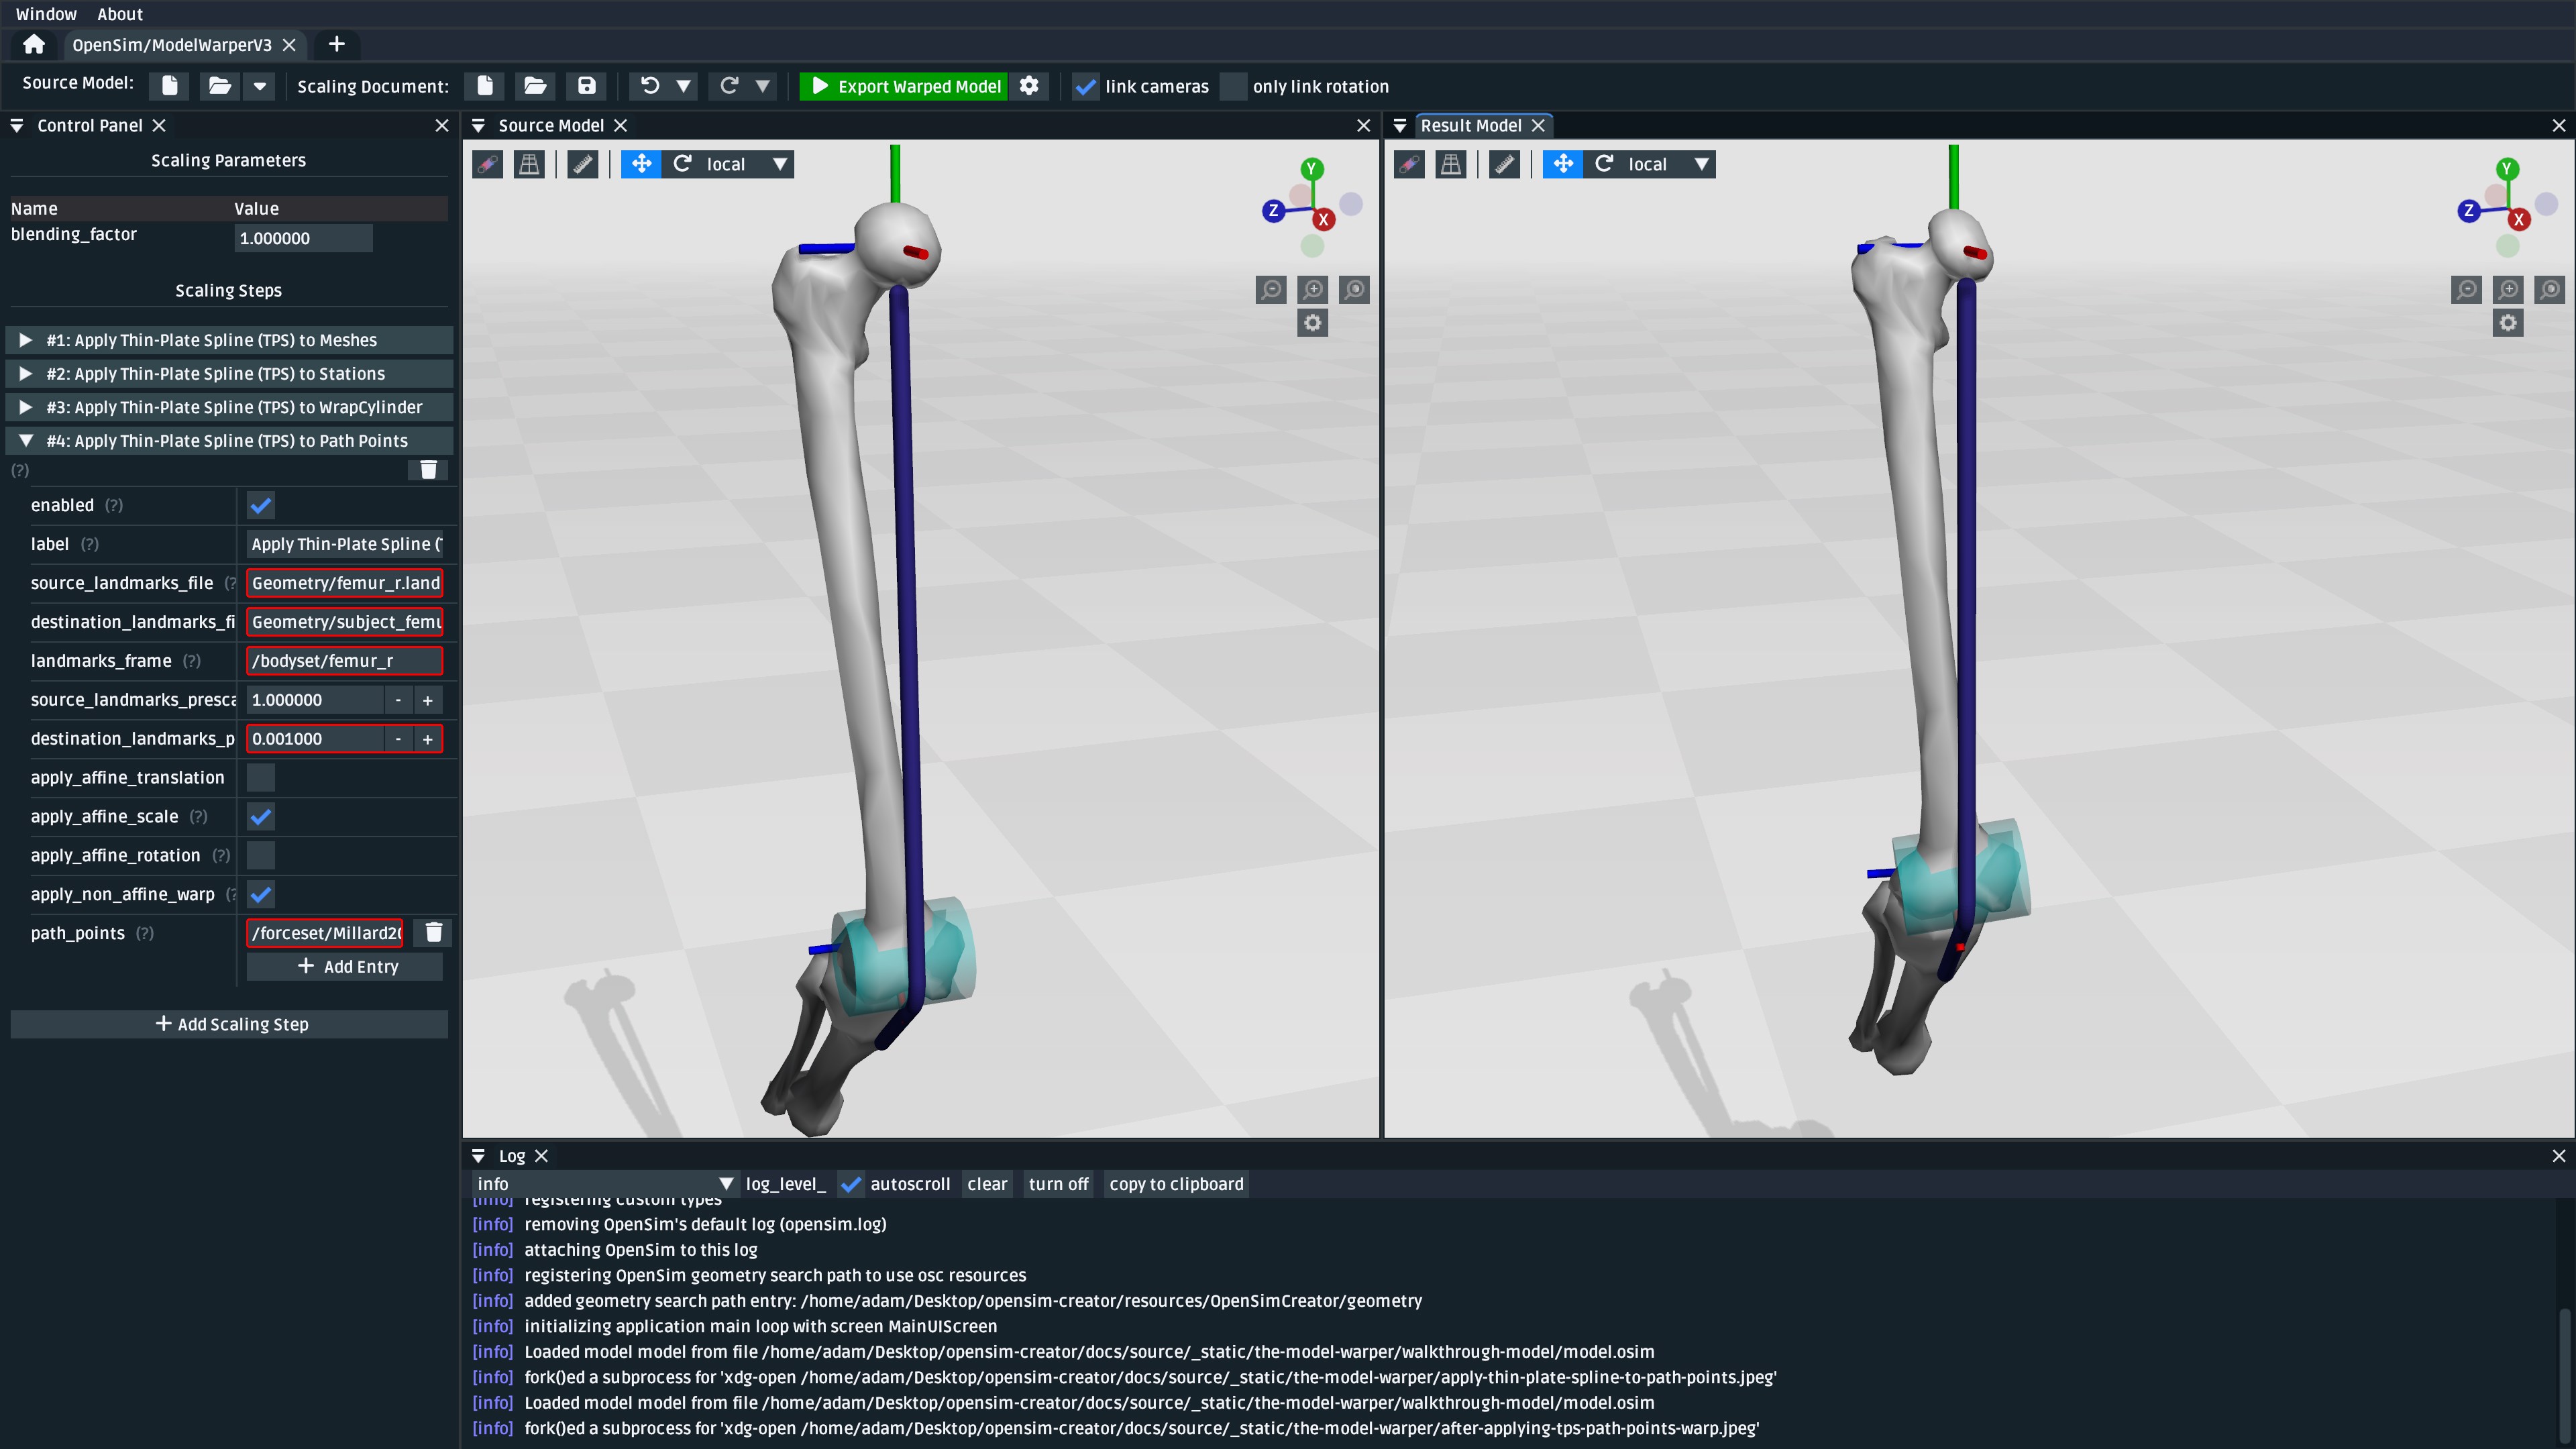 Window About
OpenSim/ModelWarperV3
Source Model: Scaling Document: Export Warped Model link cameras only link rotation
Control Panel
Scaling Parameters
Name Value
blending_factor 1.000000
Scaling Steps
#1: Apply Thin-Plate Spline (TPS) to Meshes
#2: Apply Thin-Plate Spline (TPS) to Stations
#3: Apply Thin-Plate Spline (TPS) to WrapCylinder
#4: Apply Thin-Plate Spline (TPS) to Path Points
(?)
enabled (?)
label (?) Apply Thin-Plate Spline (
source_landmarks_file (? Geometry/femur_r.land
destination_landmarks_fi Geometry/subject_femu
landmarks_frame (?) /bodyset/femur_r
source_landmarks_presca 1.000000 - +
destination_landmarks_p 0.001000 - +
apply_affine_translation
apply_affine_scale (?)
apply_affine_rotation (?)
apply_non_affine_warp (?
path_points (?) /forceset/Millard20
+ Add Entry
+ Add Scaling Step
Source Model
local
Y
Z
X
Result Model
local
Y
Z
X
Log
info log_level_ autoscroll clear turn off copy to clipboard
[info] registering custom types
[info] removing OpenSim's default log (opensim.log)
[info] attaching OpenSim to this log
[info] registering OpenSim geometry search path to use osc resources
[info] added geometry search path entry: /home/adam/Desktop/opensim-creator/resources/OpenSimCreator/geometry
[info] initializing application main loop with screen MainUIScreen
[info] Loaded model model from file /home/adam/Desktop/opensim-creator/docs/source/_static/the-model-warper/walkthrough-model/model.osim
[info] fork()ed a subprocess for 'xdg-open /home/adam/Desktop/opensim-creator/docs/source/_static/the-model-warper/apply-thin-plate-spline-to-path-points.jpeg'
[info] Loaded model model from file /home/adam/Desktop/opensim-creator/docs/source/_static/the-model-warper/walkthrough-model/model.osim
[info] fork()ed a subprocess for 'xdg-open /home/adam/Desktop/opensim-creator/docs/source/_static/the-model-warper/after-applying-tps-path-points-warp.jpeg'